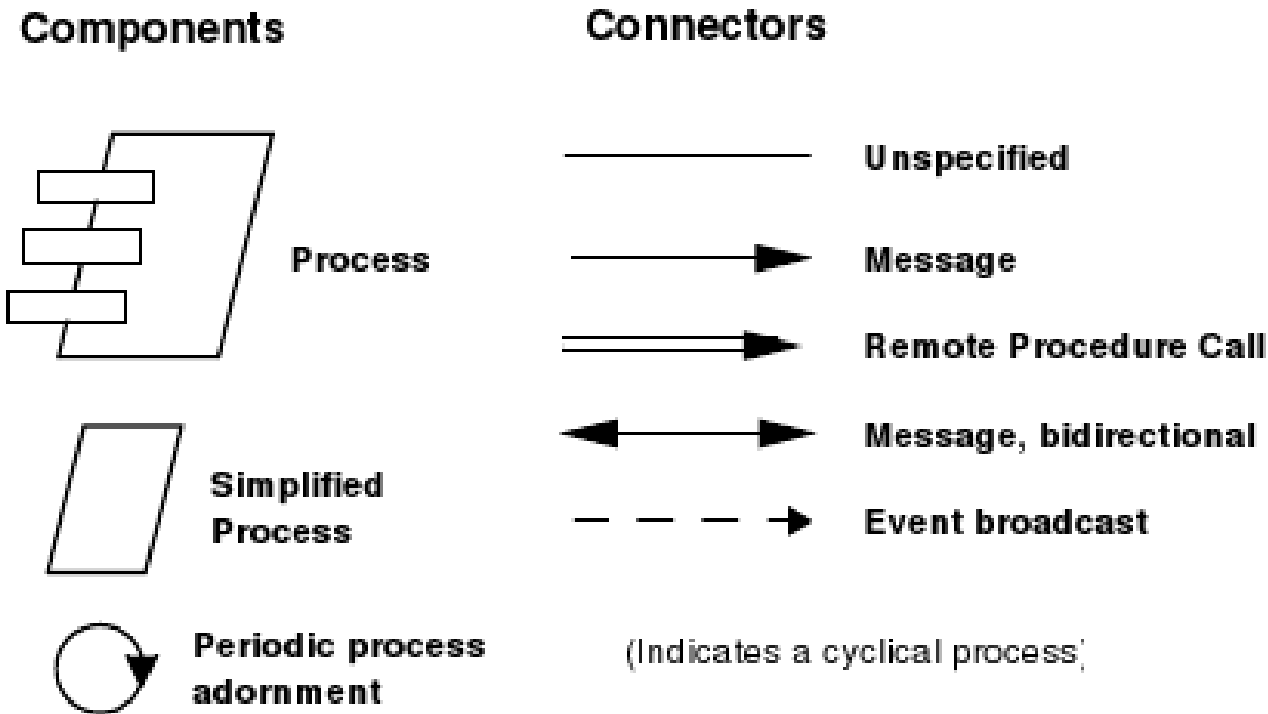 Components
Connectors
Process
Simplified
Process
Periodic process
adornment
Unspecified
Message
Remote Procedure Call
Message, bidirectional
Event broadcast
(Indicates a cyclical process)